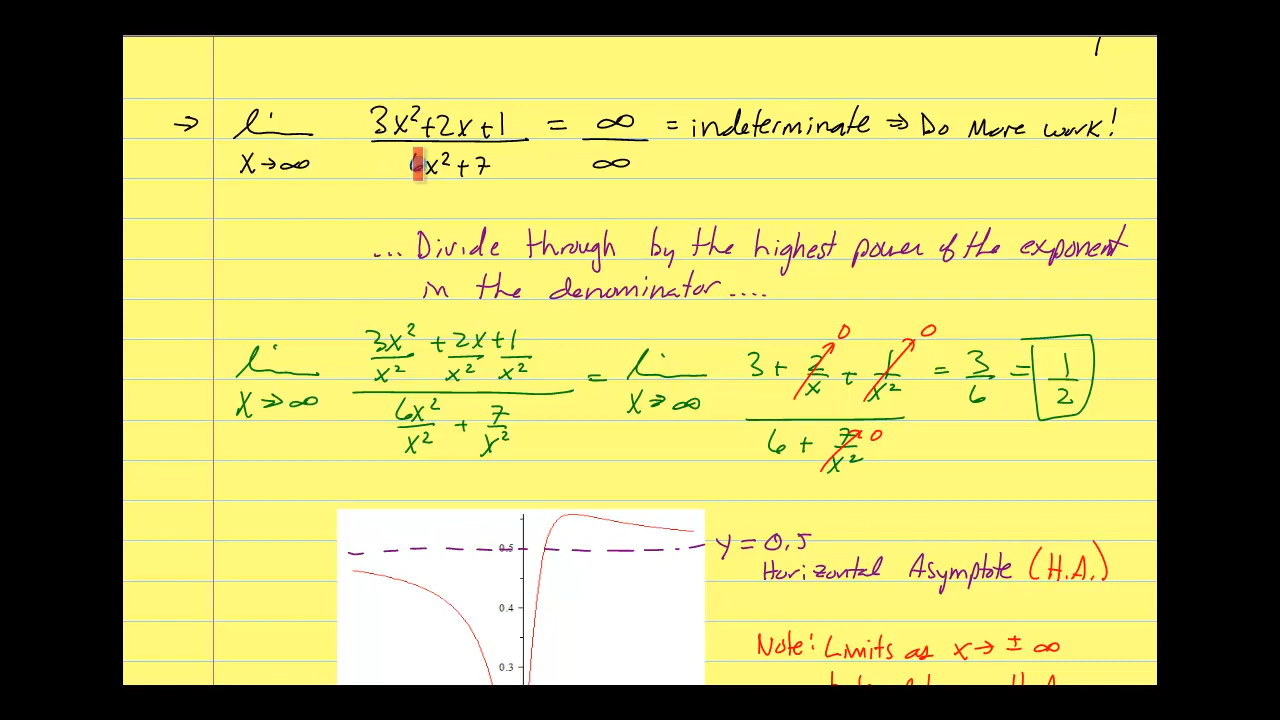 ⇒ lim 3x²+2x+1 = ∞ = indeterminate ⇒ Do More work!
x→∞ 6x²+7 ∞
...Divide through by the highest power of the exponent
in the denominator....
lim 3x²/x² + 2x/x² + 1/x² = lim 3 + 2/x + 1/x² = 3/6 = 1/2
x→∞ 6x²/x² + 7/x² x→∞ 6 + 7/x²
0 0 0
0.5 y = 0.5
Horizontal Asymptote (H.A.)
0.4
Note: Limits as x→ ± ∞
0.3